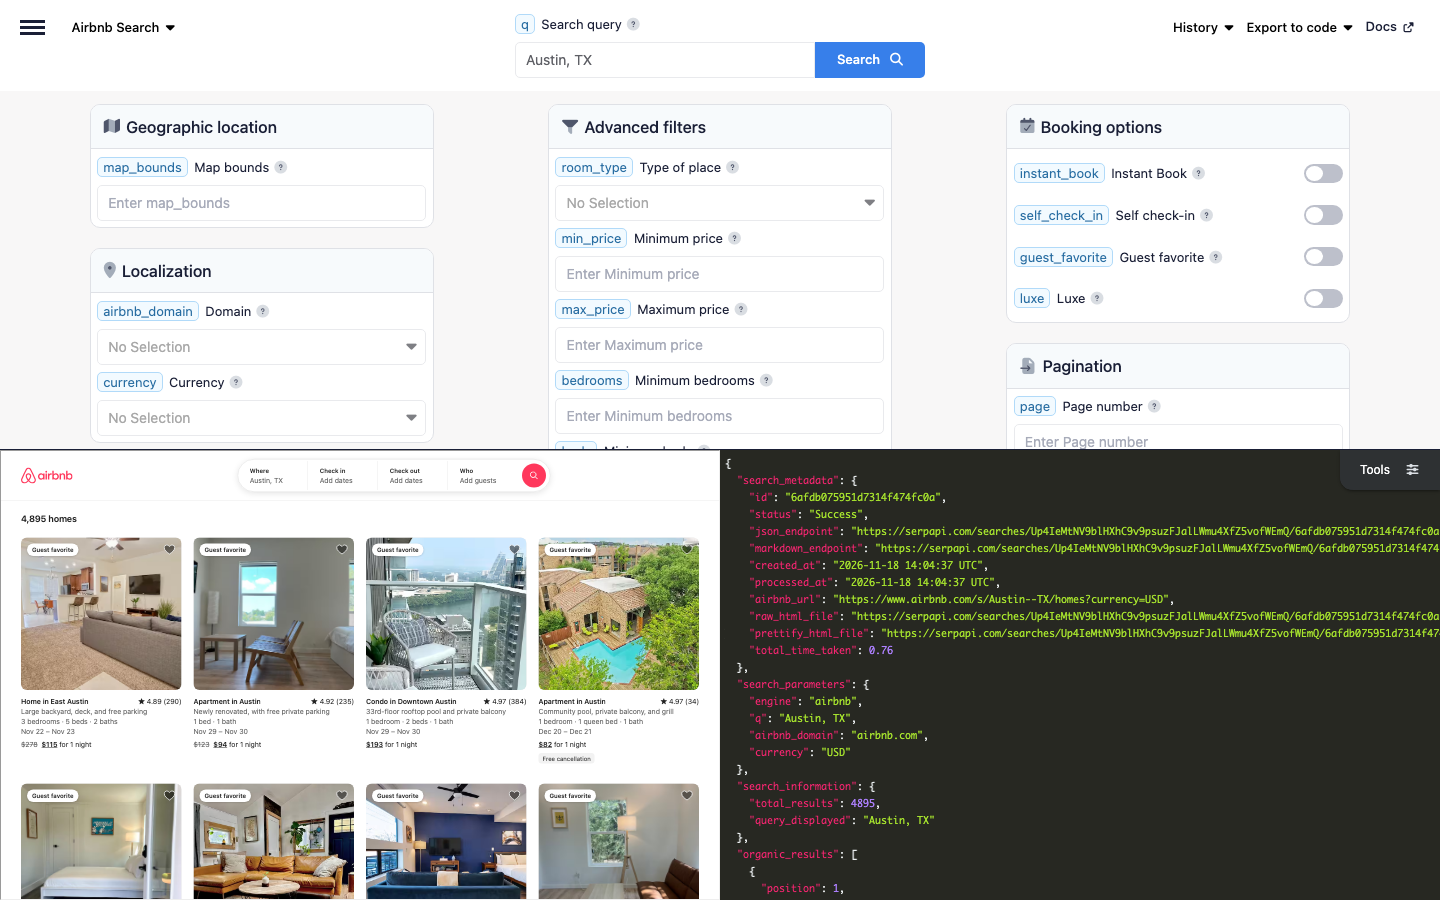 Airbnb Search
q Search query ?
Austin, TX
Search
History
Export to code
Docs
Geographic location
map_bounds Map bounds ?
Enter map_bounds
Localization
airbnb_domain Domain ?
No Selection
currency Currency ?
No Selection
Advanced filters
room_type Type of place ?
No Selection
min_price Minimum price ?
Enter Minimum price
max_price Maximum price ?
Enter Maximum price
bedrooms Minimum bedrooms ?
Enter Minimum bedrooms
Booking options
instant_book Instant Book ?
self_check_in Self check-in ?
guest_favorite Guest favorite ?
luxe Luxe ?
Pagination
page Page number ?
Enter Page number
airbnb
Where
Austin, TX
Check in
Add dates
Check out
Add dates
Who
Add guests
4,895 homes
Guest favorite
Guest favorite
Guest favorite
Guest favorite
Home in East Austin ★ 4.89 (290)
Large backyard, deck, and free parking
3 bedrooms · 5 beds · 2 baths
Nov 22 – Nov 23
$278 $115 for 1 night
Apartment in Austin ★ 4.92 (235)
Newly renovated, with free private parking
1 bed · 1 bath
Nov 29 – Nov 30
$123 $94 for 1 night
Condo in Downtown Austin ★ 4.97 (384)
33rd-floor rooftop pool and private balcony
1 bedroom · 2 beds · 1 bath
Nov 29 – Nov 30
$193 for 1 night
Apartment in Austin ★ 4.97 (34)
Community pool, private balcony, and grill
1 bedroom · 1 queen bed · 1 bath
Dec 20 – Dec 21
$82 for 1 night
Free cancellation
Guest favorite
Guest favorite
Guest favorite
Guest favorite
Tools
{
"search_metadata": {
"id": "6afdb075951d7314f474fc0a",
"status": "Success",
"json_endpoint": "https://serpapi.com/searches/Up4IeMtNV9blHXhC9v9psuzFJalLWmu4XfZ5vofWEmQ/6afdb075951d7314f474fc0a
"markdown_endpoint": "https://serpapi.com/searches/Up4IeMtNV9blHXhC9v9psuzFJalLWmu4XfZ5vofWEmQ/6afdb075951d7314f474
"created_at": "2026-11-18 14:04:37 UTC",
"processed_at": "2026-11-18 14:04:37 UTC",
"airbnb_url": "https://www.airbnb.com/s/Austin--TX/homes?currency=USD",
"raw_html_file": "https://serpapi.com/searches/Up4IeMtNV9blHXhC9v9psuzFJalLWmu4XfZ5vofWEmQ/6afdb075951d7314f474fc0a
"prettify_html_file": "https://serpapi.com/searches/Up4IeMtNV9blHXhC9v9psuzFJalLWmu4XfZ5vofWEmQ/6afdb075951d7314f47
"total_time_taken": 0.76
},
"search_parameters": {
"engine": "airbnb",
"q": "Austin, TX",
"airbnb_domain": "airbnb.com",
"currency": "USD"
},
"search_information": {
"total_results": 4895,
"query_displayed": "Austin, TX"
},
"organic_results": [
{
"position": 1,